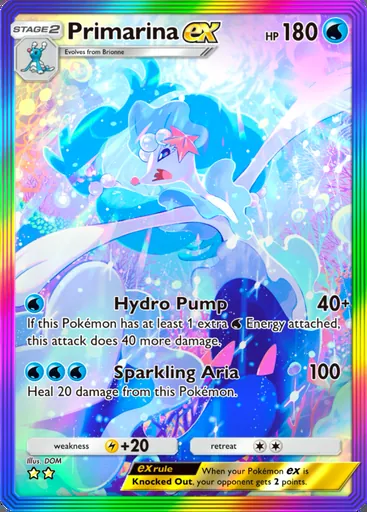 STAGE2 Primarina ex HP 180
Evolves from Brionne
Hydro Pump 40+
If this Pokémon has at least 1 extra Energy attached,
this attack does 40 more damage.
Sparkling Aria 100
Heal 20 damage from this Pokémon.
weakness +20 retreat
Illus. DOM
ex rule When your Pokémon ex is
Knocked Out, your opponent gets 2 points.